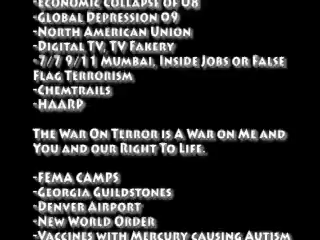 -Economic Collapse of 08
-Global Depression 09
-North American Union
-Digital TV, TV Fakery
-7/7 9/11 Mumbai, Inside Jobs or False
Flag Terrorism
-Chemtrails
-HAARP
The War On Terror is A War on Me and
You and our Right To Life.
-FEMA CAMPS
-Georgia Guildstones
-Denver Airport
-New World Order
-Vaccines with Mercury causing Autism